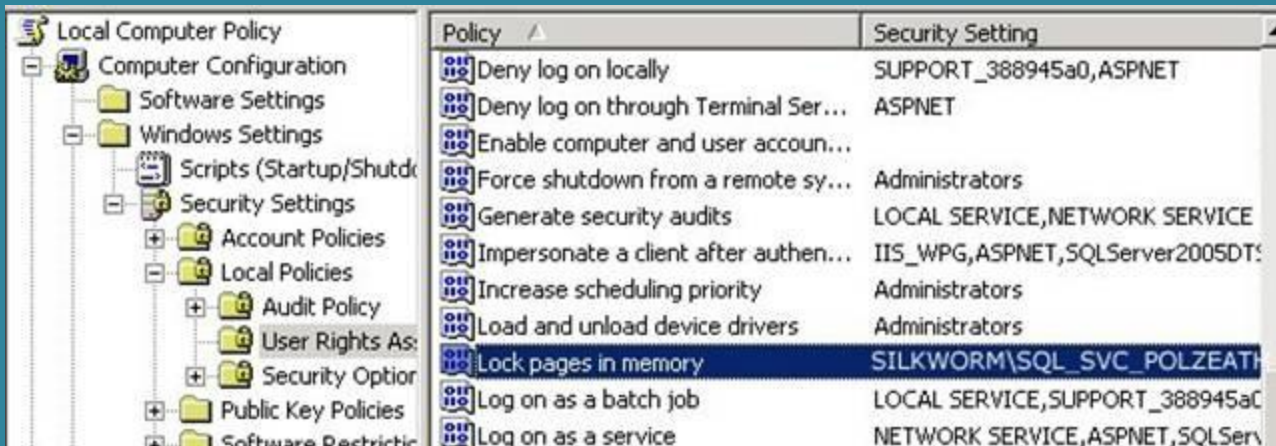 Local Computer Policy
Computer Configuration
Software Settings
Windows Settings
Scripts (Startup/Shutdo
Security Settings
Account Policies
Local Policies
Audit Policy
User Rights As
Security Option
Public Key Policies
Software Restrictic
Policy Security Setting
Deny log on locally SUPPORT_388945a0,ASPNET
Deny log on through Terminal Ser... ASPNET
Enable computer and user accoun...
Force shutdown from a remote sy... Administrators
Generate security audits LOCAL SERVICE,NETWORK SERVICE
Impersonate a client after authen... IIS_WPG,ASPNET,SQLServer2005DTS
Increase scheduling priority Administrators
Load and unload device drivers Administrators
Lock pages in memory SILKWORM\SQL_SVC_POLZEATH
Log on as a batch job LOCAL SERVICE,SUPPORT_388945a0
Log on as a service NETWORK SERVICE,ASPNET,SQLServ